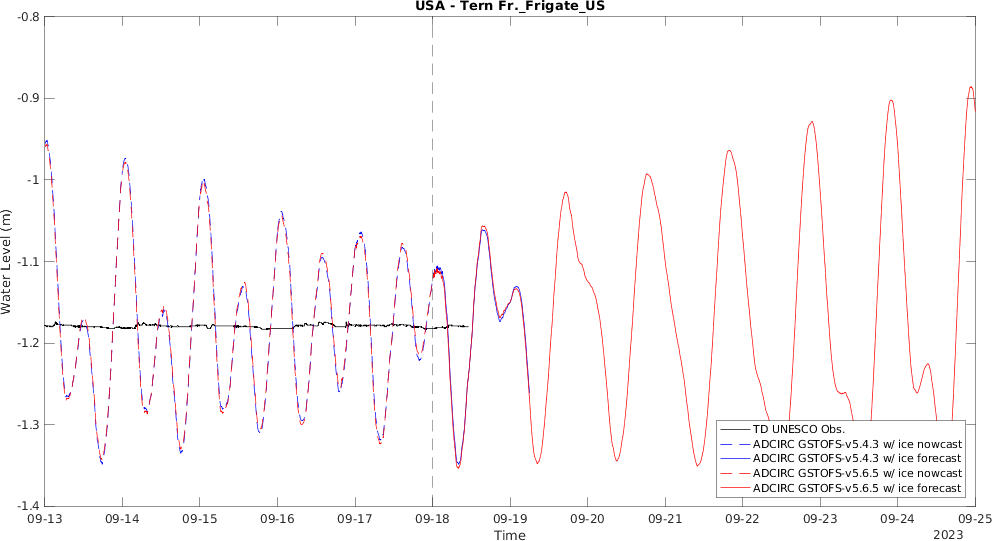 USA - Tern Fr._Frigate_US
-0.8
-0.9
-1
-1.1
-1.2
-1.3
-1.4
Water Level (m)
09-13 09-14 09-15 09-16 09-17 09-18 09-19 09-20 09-21 09-22 09-23 09-24 09-25
Time
2023
TD UNESCO Obs.
ADCIRC GSTOFS-v5.4.3 w/ ice nowcast
ADCIRC GSTOFS-v5.4.3 w/ ice forecast
ADCIRC GSTOFS-v5.6.5 w/ ice nowcast
ADCIRC GSTOFS-v5.6.5 w/ ice forecast